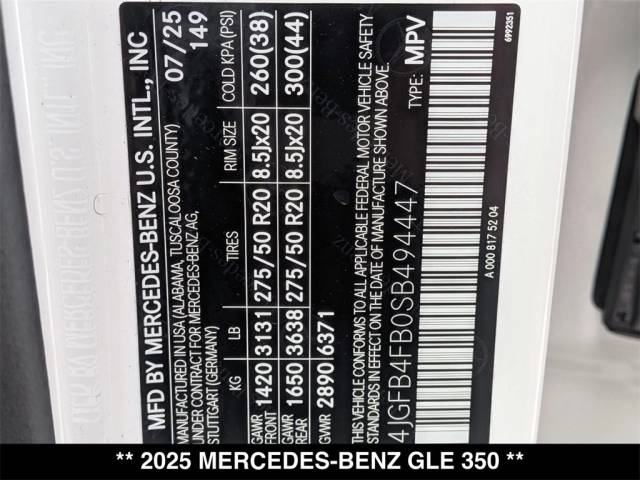 MFD BY MERCEDES-BENZ U.S. INTL., INC
07/25
MANUFACTURED IN USA (ALABAMA, TUSCALOOSA COUNTY)
149
UNDER CONTRACT FOR MERCEDES-BENZ AG,
STUTTGART (GERMANY)
KG LB TIRES RIM SIZE COLD KPA (PSI)
GAWR FRONT 1420 3131 275/50 R20 8.5Jx20 260(38)
GAWR REAR 1650 3638 275/50 R20 8.5Jx20 300(44)
GVWR 2890 6371
THIS VEHICLE CONFORMS TO ALL APPLICABLE FEDERAL MOTOR VEHICLE SAFETY
STANDARDS IN EFFECT ON THE DATE OF MANUFACTURE SHOWN ABOVE.
4JGFB4FB0SB494447
TYPE: MPV
A 000 817 52 04
6992351
** 2025 MERCEDES-BENZ GLE 350 **